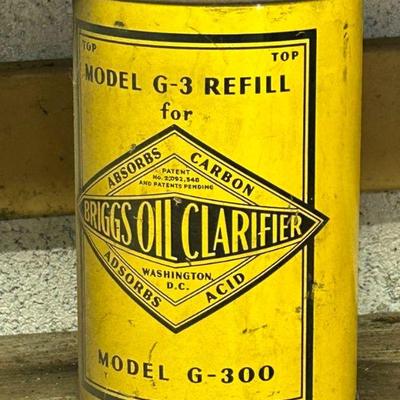 TOP TOP
MODEL G-3 REFILL
for
ABSORBS CARBON
PATENT
No. 2,092,548
AND PATENTS PENDING
BRIGGS OIL CLARIFIER
WASHINGTON,
D.C.
ADSORBS ACID
MODEL G-300